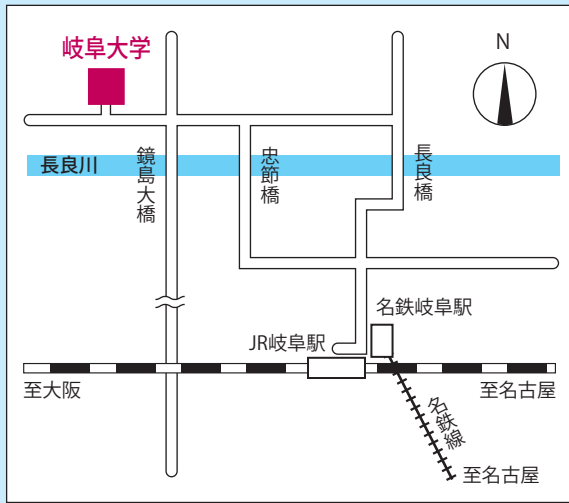 岐阜大学
N
長良川
鏡島大橋
忠節橋
長良橋
名鉄岐阜駅
JR岐阜駅
至大阪
至名古屋
名鉄線
至名古屋